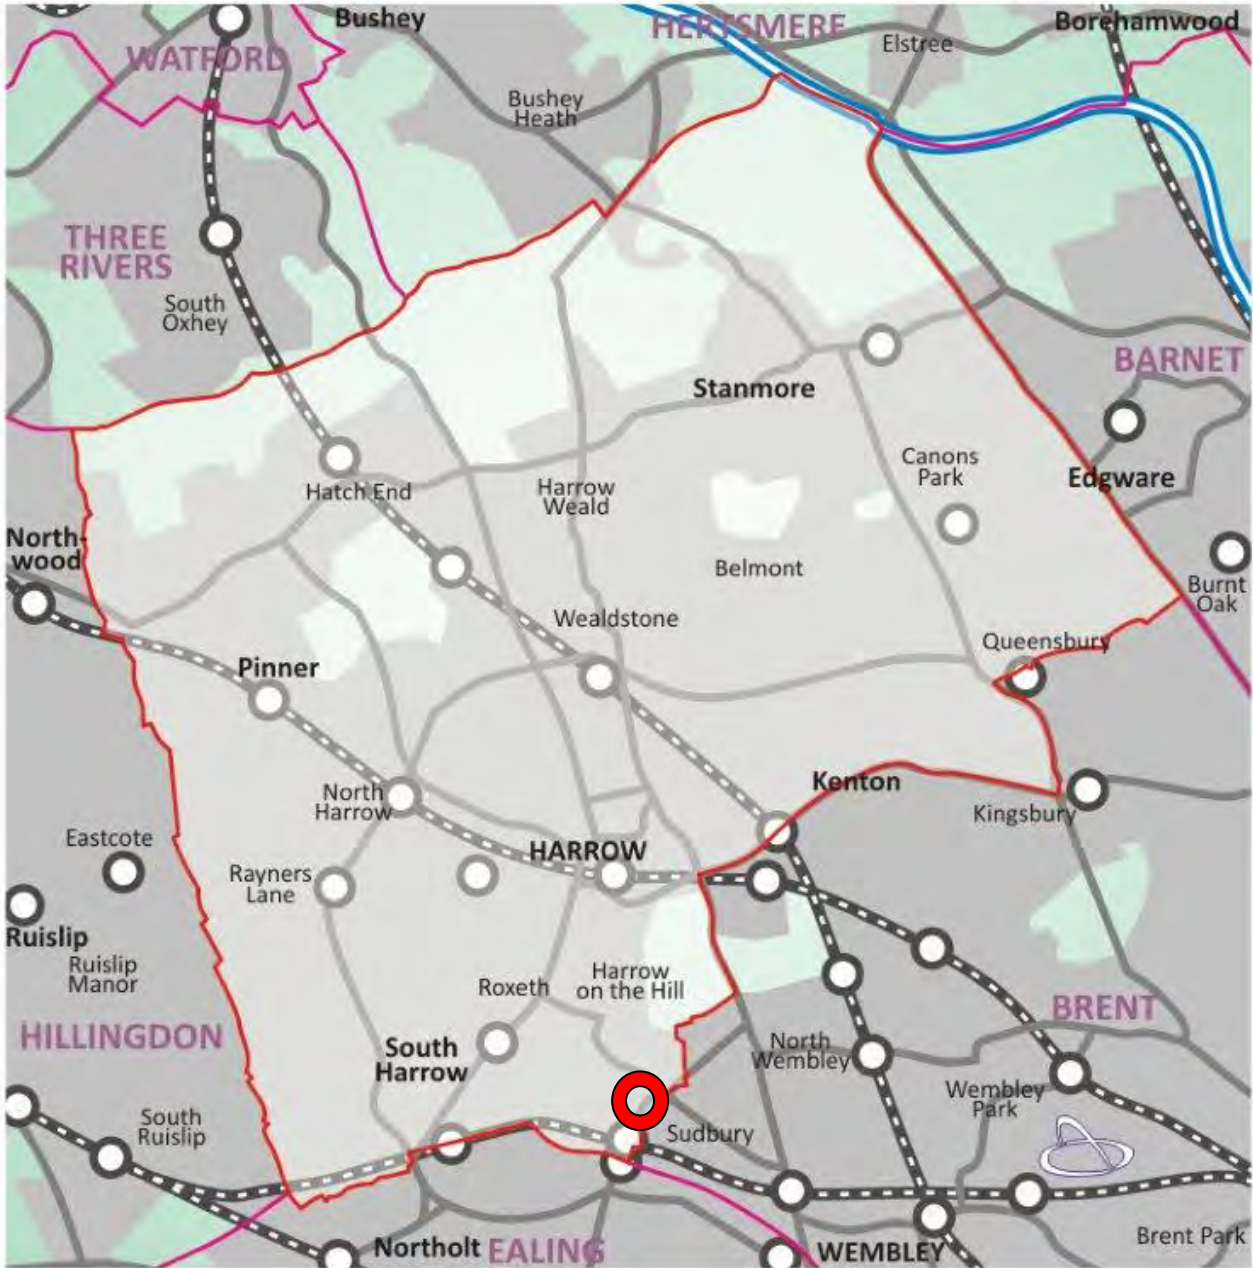 Bushey
HERTSMERE
Borehamwood
Elstree
WATFORD
Bushey
Heath
THREE
RIVERS
South
Oxhey
BARNET
Stanmore
Canons
Park
Edgware
Hatch End
Harrow
Weald
North-
wood
Belmont
Burnt
Oak
Wealdstone
Queensbury
Pinner
Kenton
North
Harrow
Kingsbury
Eastcote
HARROW
Rayners
Lane
Ruislip
Ruislip
Manor
Roxeth
Harrow
on the Hill
BRENT
HILLINGDON
South
Harrow
North
Wembley
Wembley
Park
South
Ruislip
Sudbury
Northolt
EALING
WEMBLEY
Brent Park